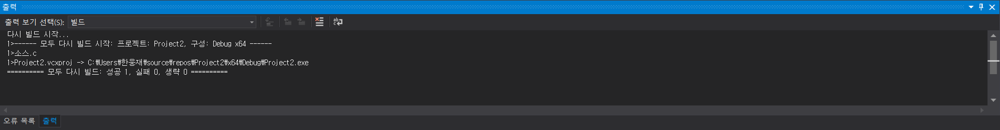 출력
출력 보기 선택(S): 빌드
다시 빌드 시작...
1>------ 모두 다시 빌드 시작: 프로젝트: Project2, 구성: Debug x64 ------
1>소스.c
1>Project2.vcxproj -> C:₩Users₩한웅재₩source₩repos₩Project2₩x64₩Debug₩Project2.exe
========== 모두 다시 빌드: 성공 1, 실패 0, 생략 0 ==========
오류 목록 출력